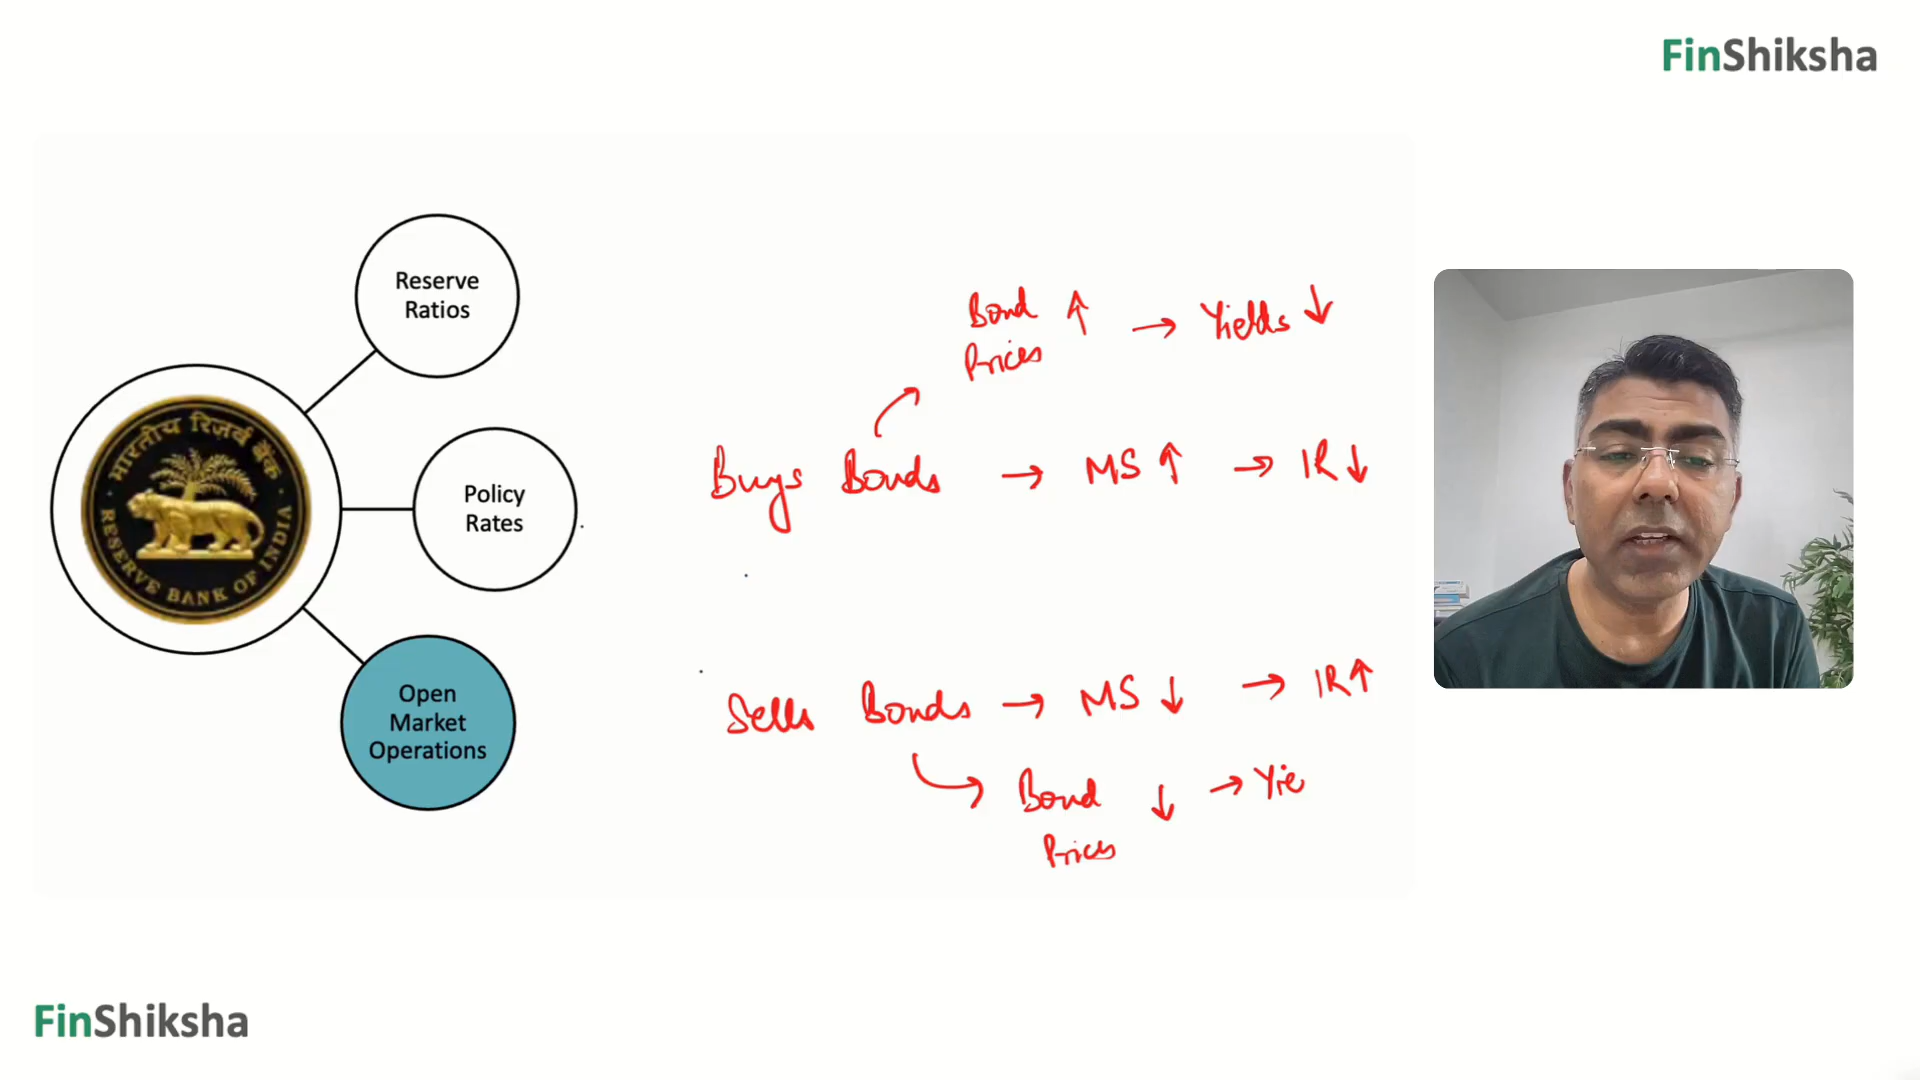 FinShiksha
Reserve
Ratios
Policy
Rates
Open
Market
Operations
भारतीय रिज़र्व बैंक
RESERVE BANK OF INDIA
Bond ↑ → Yields ↓
Prices
Buys Bonds → MS ↑ → IR ↓
Sells Bonds → MS ↓ → IR ↑
Bond ↓ → Yie
Prices
FinShiksha